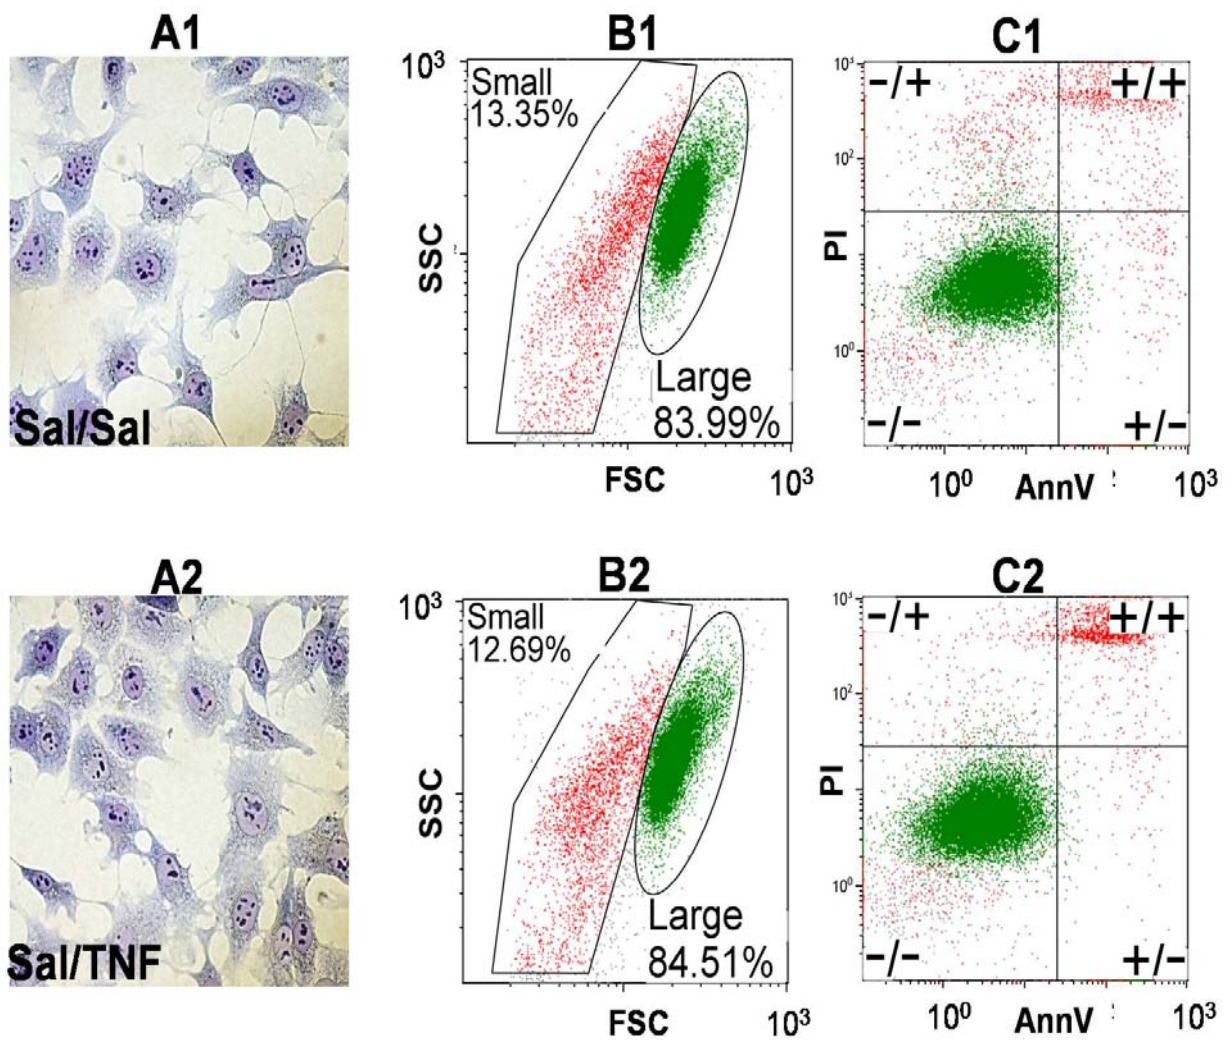 A1
B1
C1
Sal/Sal
10³
Small
13.35%
SSC
Large
83.99%
FSC
10³
10³
-/+
+/+
10²
PI
10⁰
-/-
+/-
10⁰
AnnV
10³
A2
B2
C2
Sal/TNF
10³
Small
12.69%
SSC
Large
84.51%
FSC
10³
10³
-/+
+/+
10²
PI
10⁰
-/-
+/-
10⁰
AnnV
10³